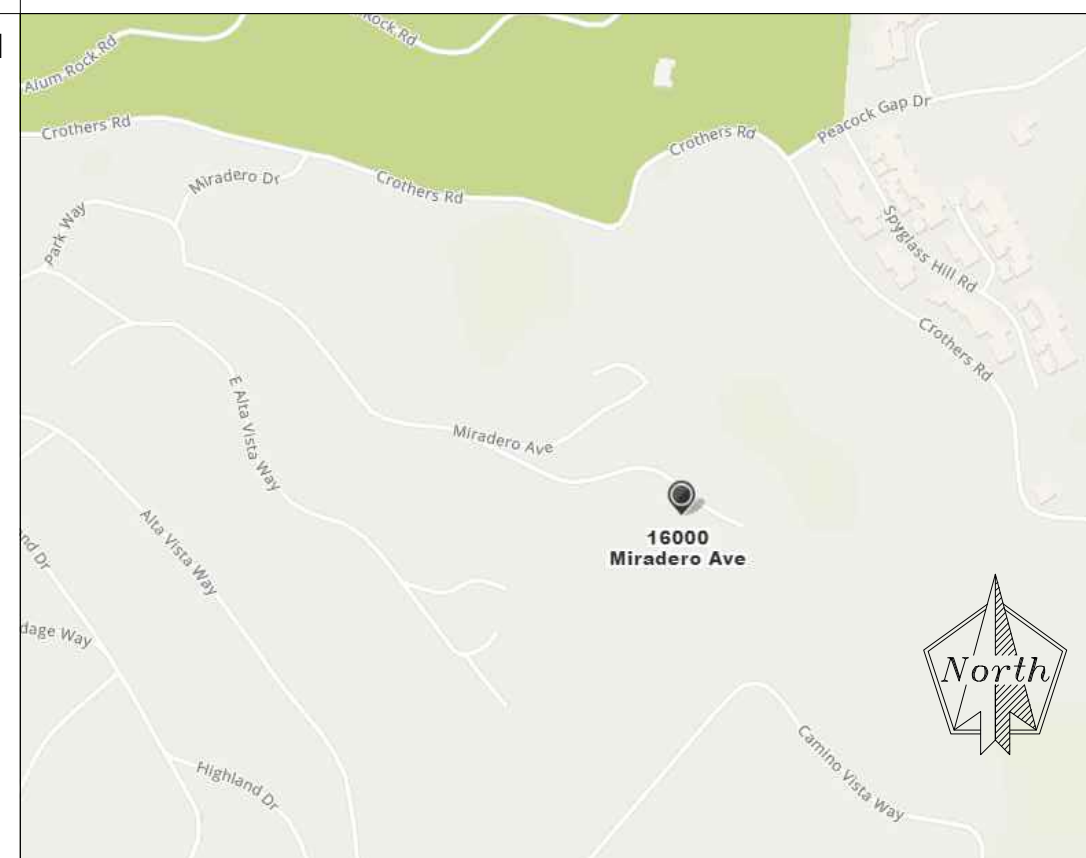 Rock Rd
Alum Rock Rd
Crothers Rd
Peacock Gap Dr
Crothers Rd
Miradero Dr
Crothers Rd
Park Way
Spyglass Hill Rd
Crothers Rd
E Alta Vista Way
Miradero Ave
Alta Vista Way
16000
Miradero Ave
nd Dr
dage Way
North
Camino Vista Way
Highland Dr